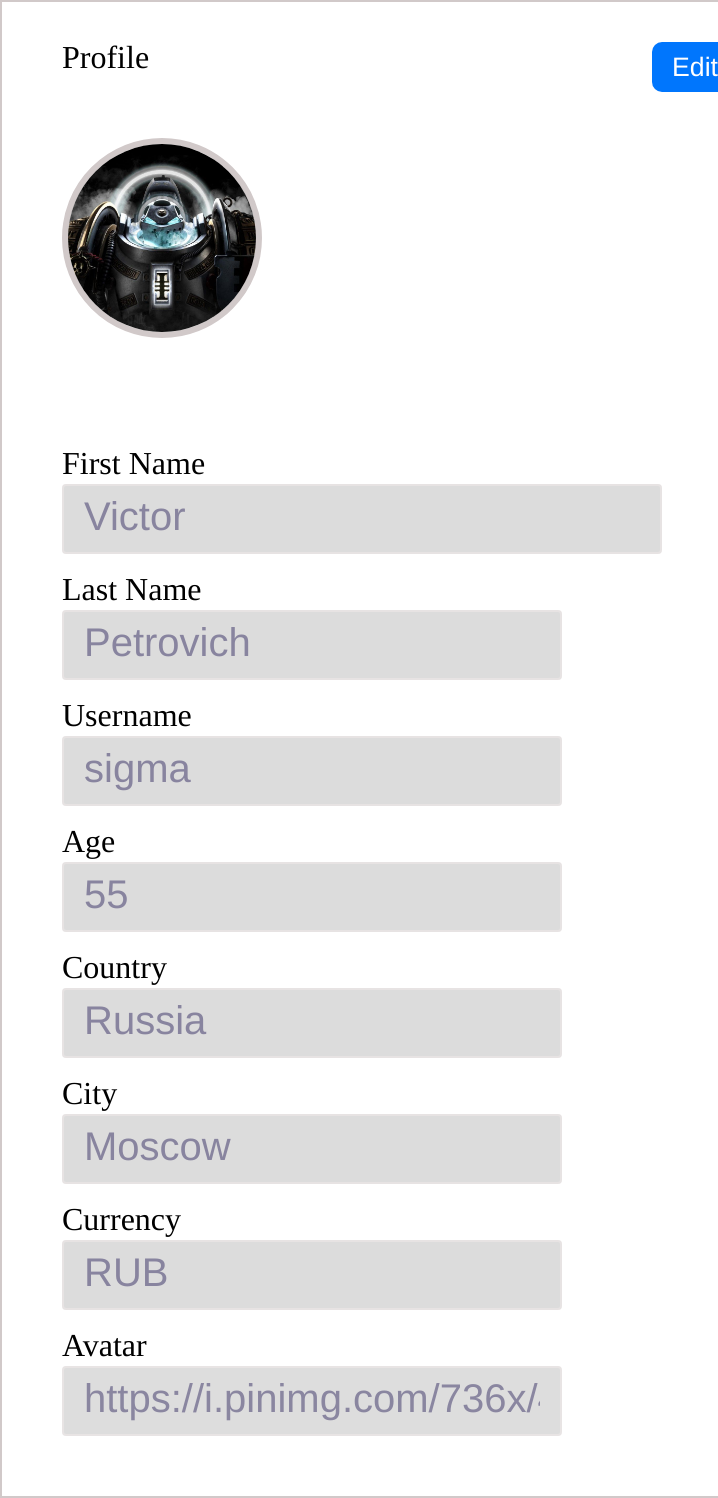 Profile
Edit
First Name
Victor
Last Name
Petrovich
Username
sigma
Age
55
Country
Russia
City
Moscow
Currency
RUB
Avatar
https://i.pinimg.com/736x/